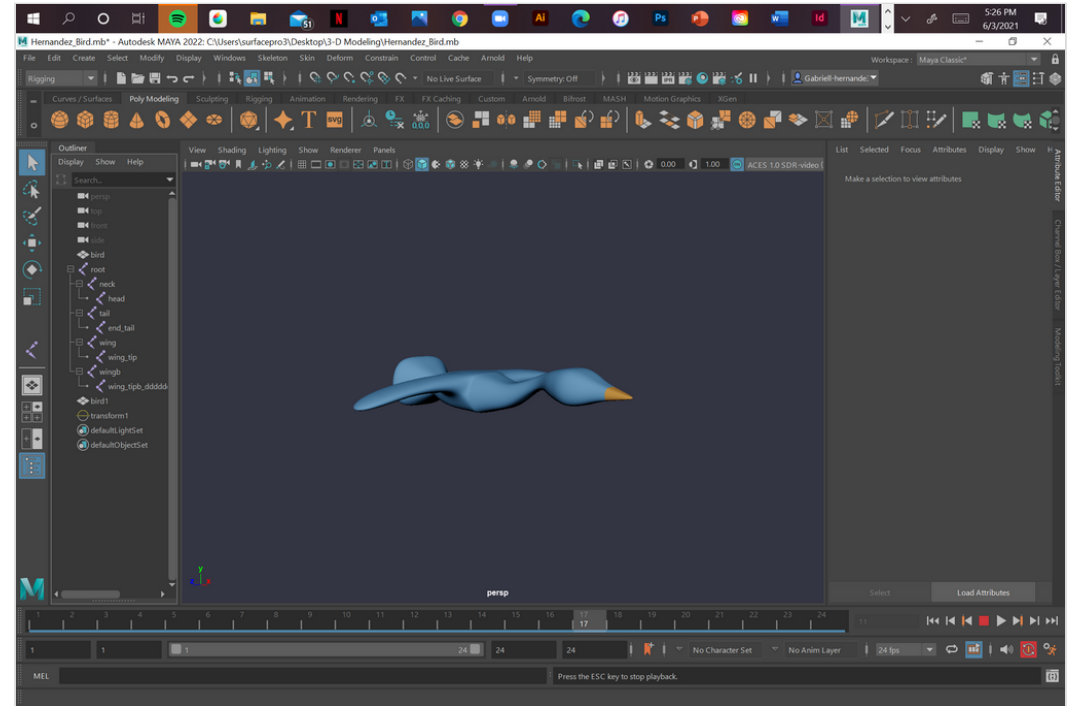 51
N
Ai
Ps
Id
M
5:26 PM
6/3/2021
M Hernandez_Bird.mb* - Autodesk MAYA 2022: C:\Users\surfacepro3\Desktop\3-D Modeling\Hernandez_Bird.mb
File Edit Create Select Modify Display Windows Skeleton Skin Deform Constrain Control Cache Arnold Help
Workspace : Maya Classic*
Rigging
No Live Surface
Symmetry: Off
Gabriell-hernande:
Curves / Surfaces Poly Modeling Sculpting Rigging Animation Rendering FX FX Caching Custom Arnold Bifrost MASH Motion Graphics XGen
T
svg
Outliner
Display Show Help
Search...
persp
top
front
side
bird
root
neck
head
tail
end_tail
wing
wing_tip
wingb
wing_tipb_dddddd
bird1
transform1
defaultLightSet
defaultObjectSet
View Shading Lighting Show Renderer Panels
0.00
1.00
ACES 1.0 SDR-video (
y
z x
persp
List Selected Focus Attributes Display Show H
Make a selection to view attributes
Attribute Editor
Channel Box / Layer Editor
Modeling Toolkit
Select
Load Attributes
M
1 2 3 4 5 6 7 8 9 10 11 12 13 14 15 16 17 18 19 20 21 22 23 24
17
1
1
1
24
24
24
No Character Set
No Anim Layer
24 fps
MEL
Press the ESC key to stop playback.